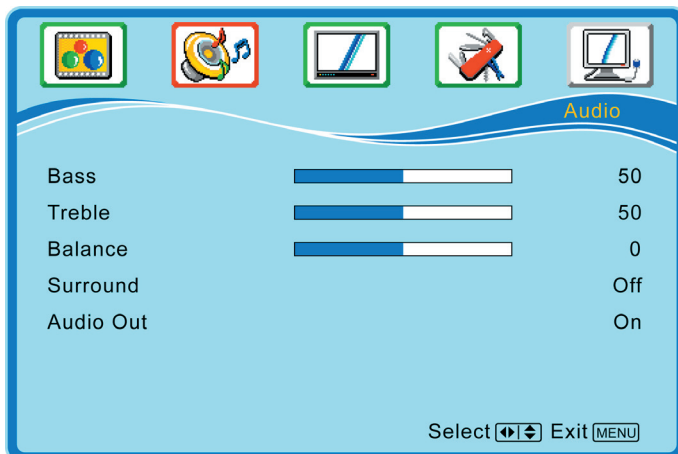 Audio
Bass 50
Treble 50
Balance 0
Surround Off
Audio Out On
Select Exit MENU